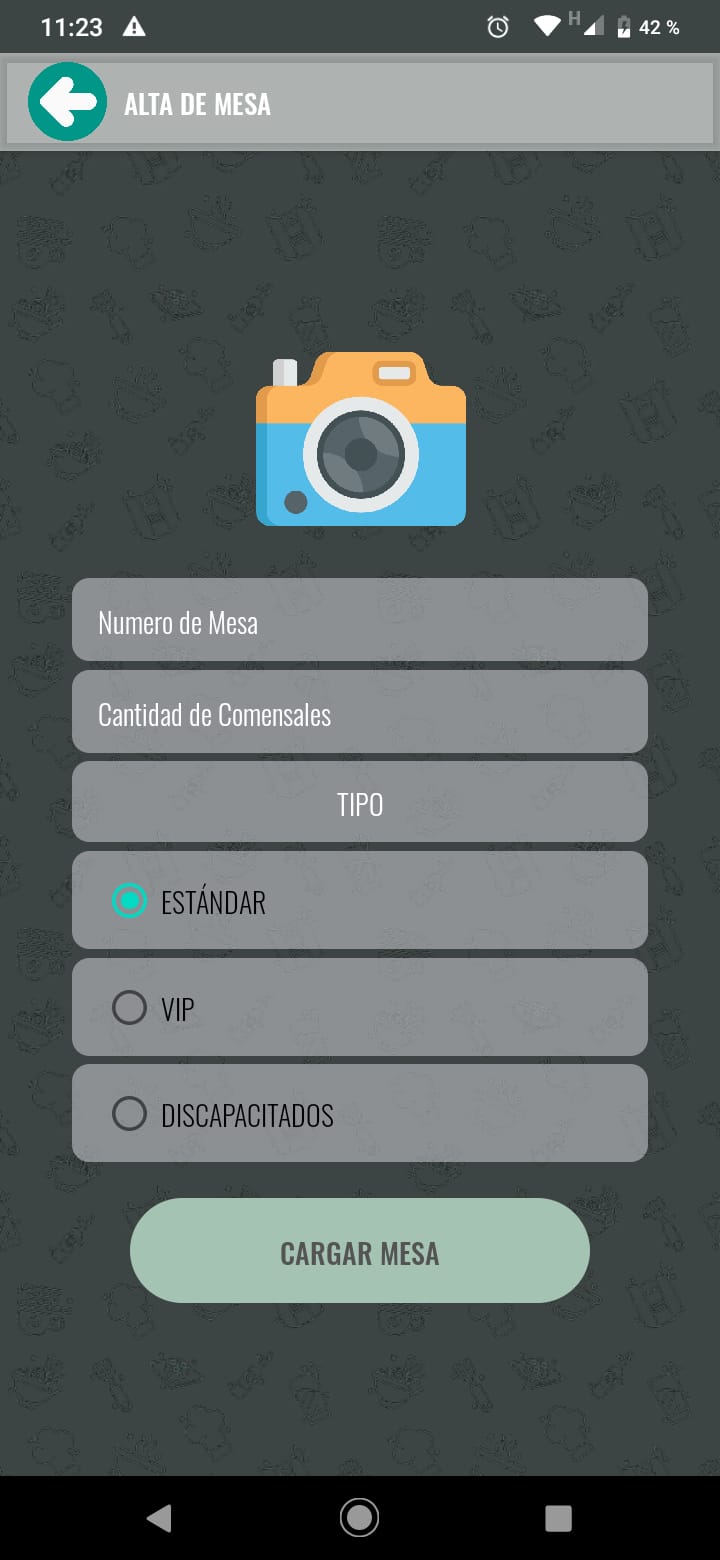 11:23 H 42 %
ALTA DE MESA
Numero de Mesa
Cantidad de Comensales
TIPO
ESTÁNDAR
VIP
DISCAPACITADOS
CARGAR MESA